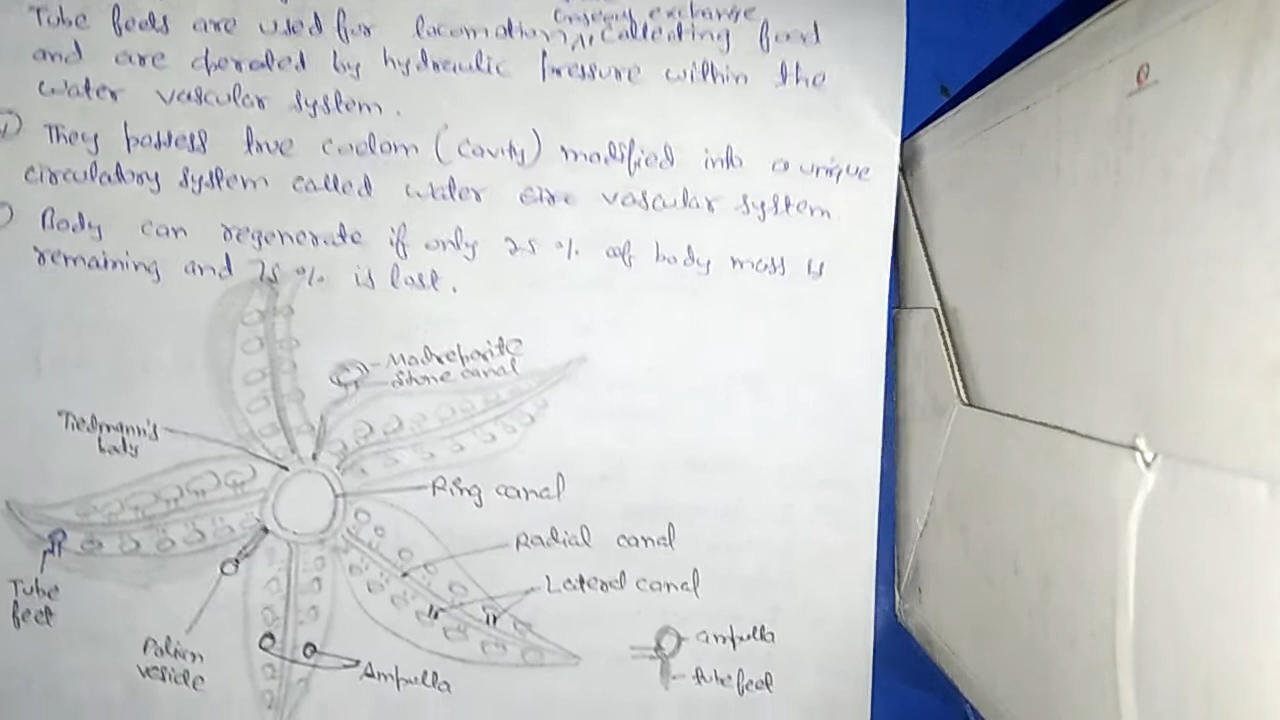 gaseous exchange
Tube feets are used for locomotion, collecting food
and are operated by hydraulic pressure within the
water vascular system.
They possess true coelom (cavity) modified into a unique
circulatory system called water vascular system
Body can regenerate if only 25 % of body mass is
remaining and 75 % is lost.
Madreporite
Stone canal
Tiedmann's
body
Ring canal
Radial canal
Lateral canal
Tube
feet
Polian
vesicle
Ampulla
ampulla
tube feet